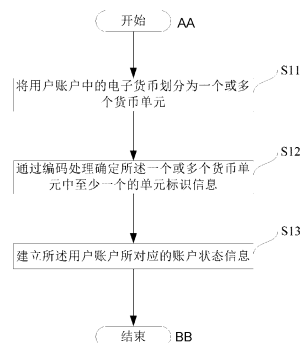 开始
AA
S11
将用户账户中的电子货币划分为一个或多
个货币单元
S12
通过编码处理确定所述一个或多个货币单
元中至少一个的单元标识信息
S13
建立所述用户账户所对应的账户状态信息
结束
BB